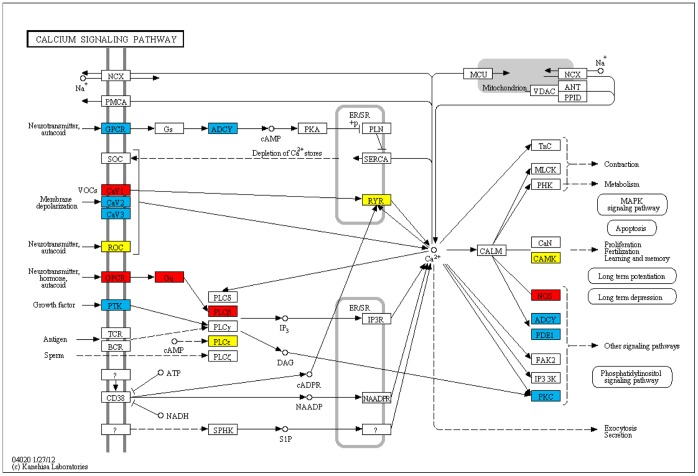 CALCIUM SIGNALING PATHWAY
Na+
NCX
PMCA
MCU
Mitochondrion
VDAC
NCX
ANT
PPID
Na+
Neurotransmitter,
autacoid
GPCR
Gs
ADCY
cAMP
PKA
ER/SR
+p
PLN
SOC
Depletion of Ca2+ stores
SERCA
VOCs
Membrane
depolarization
CaV1
CaV2
CaV3
RYR
Neurotransmitter,
autacoid
ROC
Ca2+
CALM
TnC
MLCK
PHK
CaN
CAMK
Contraction
Metabolism
MAPK
signaling pathway
Apoptosis
Proliferation
Fertilization
Learning and memory
Long term potentiation
Long term depression
Neurotransmitter,
hormone,
autacoid
GPCR
Gq
PLCδ
PLCβ
PLCγ
PLCε
PLCζ
Growth factor
PTK
Antigen
TCR
BCR
Sperm
cAMP
IP3
DAG
ER/SR
IP3R
NOS
ADCY
PDE1
FAK2
IP3 3K
PKC
Other signaling pathways
Phosphatidylinositol
signaling pathway
?
ATP
cADPR
CD38
NAADP
NAADPR
NADH
?
SPHK
S1P
?
Exocytosis
Secretion
04020 1/27/12
(c) Kanehisa Laboratories